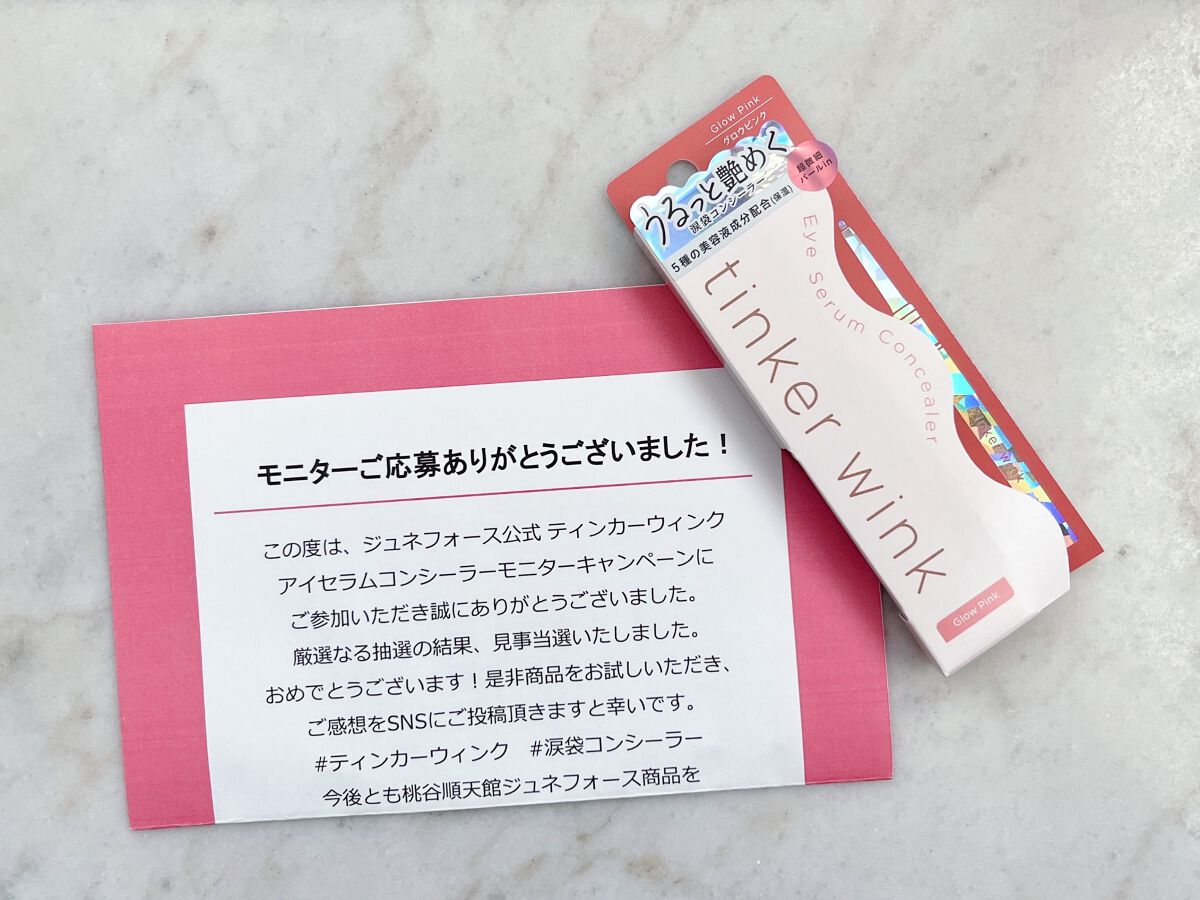 Glow Pink
グロウピンク
うるっと艶めく
涙袋コンシーラー
5種の美容液成分配合(保湿)
超微細
パールin
Eye Serum Concealer
tinker wink
Glow Pink
モニターご応募ありがとうございました！
この度は、ジュネフォース公式 ティンカーウィンク
アイセラムコンシーラーモニターキャンペーンに
ご参加いただき誠にありがとうございました。
厳選なる抽選の結果、見事当選いたしました。
おめでとうございます！是非商品をお試しいただき、
ご感想をSNSにご投稿頂きますと幸いです。
#ティンカーウィンク　#涙袋コンシーラー
今後とも桃谷順天館ジュネフォース商品を